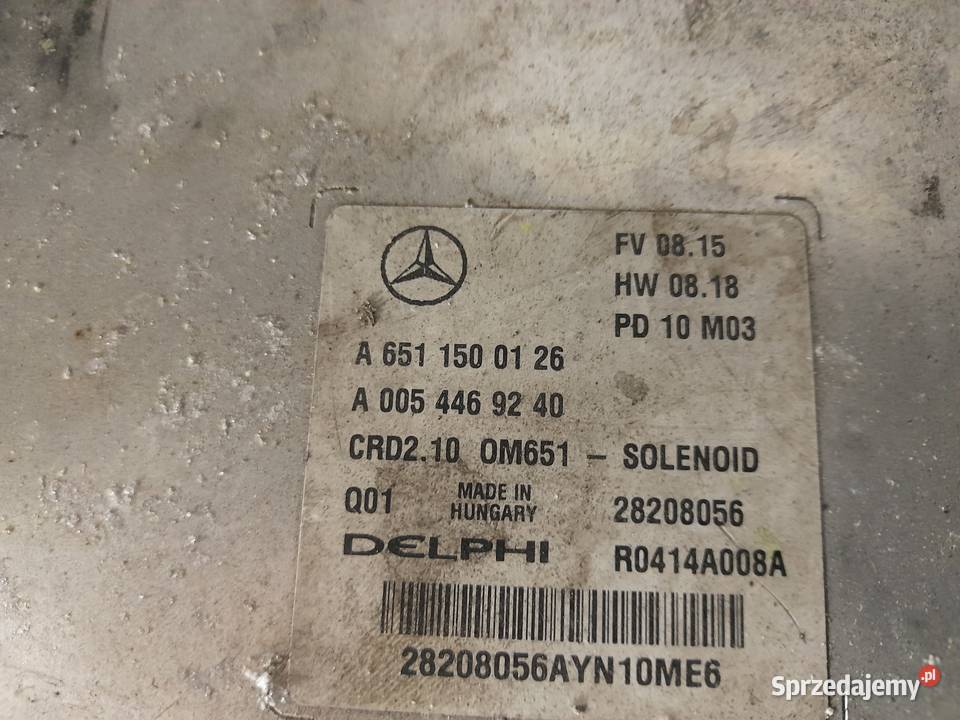 FV 08.15
HW 08.18
PD 10 M03
A 651 150 01 26
A 005 446 92 40
CRD2.10 OM651 – SOLENOID
Q01 MADE IN HUNGARY 28208056
DELPHI R0414A008A
28208056AYN10ME6
Sprzedajemy.pl